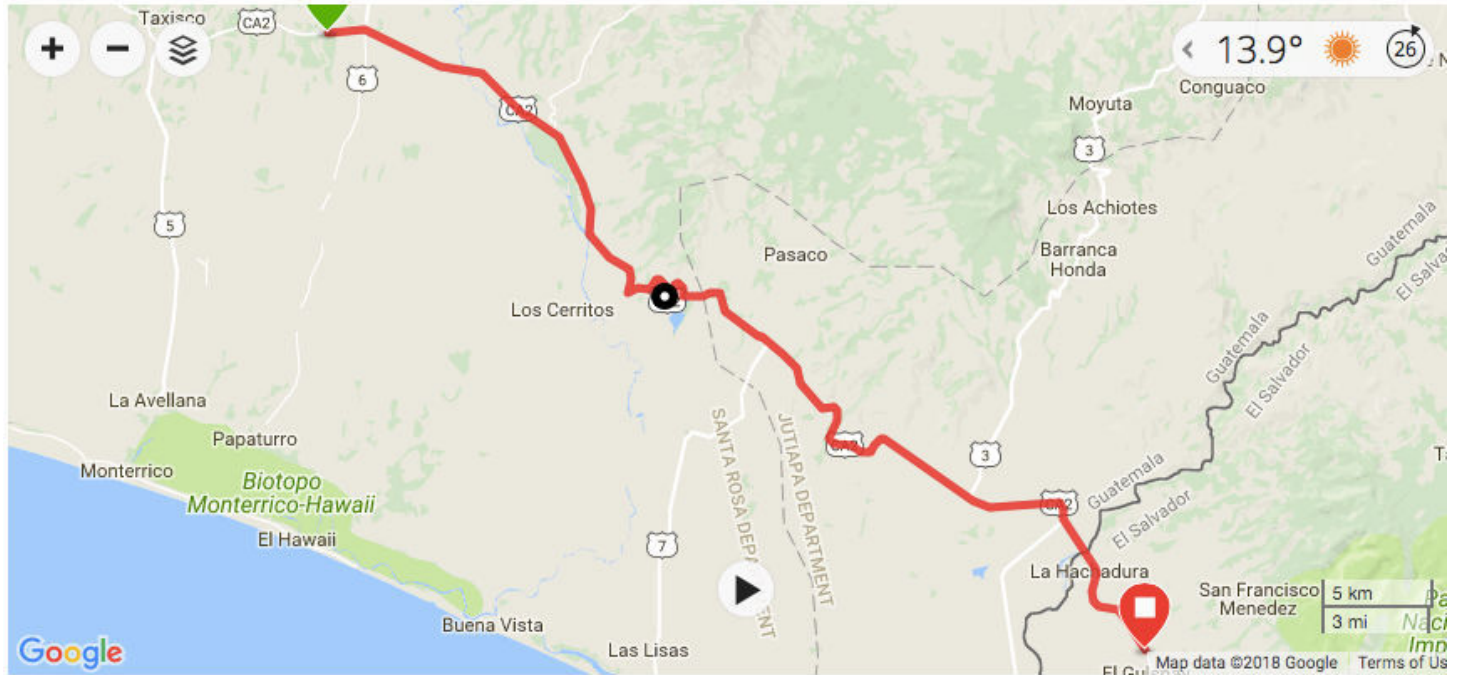 Taxisco
CA2
13.9°
26
6
CA2
Conguaco
Moyuta
3
Los Achiotes
5
Barranca
Honda
Pasaco
Guatemala
El Salvador
Los Cerritos
Guatemala
El Salvador
La Avellana
Papaturro
Monterrico
Biotopo
Monterrico-Hawaii
El Hawaii
SANTA ROSA DEPARTMENT
JUTIAPA DEPARTMENT
CA2
3
CA2
Guatemala
El Salvador
7
La Hachadura
San Francisco
Menedez
5 km
3 mi
Buena Vista
Las Lisas
Google
Map data ©2018 Google
Terms of Us